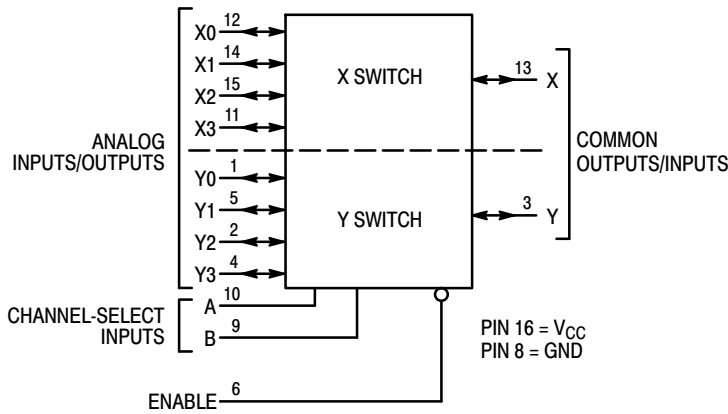 X0 12
X1 14
X2 15
X3 11
ANALOG
INPUTS/OUTPUTS
Y0 1
Y1 5
Y2 2
Y3 4
X SWITCH
Y SWITCH
13 X
3 Y
COMMON
OUTPUTS/INPUTS
CHANNEL-SELECT
INPUTS
A 10
B 9
ENABLE 6
PIN 16 = VCC
PIN 8 = GND